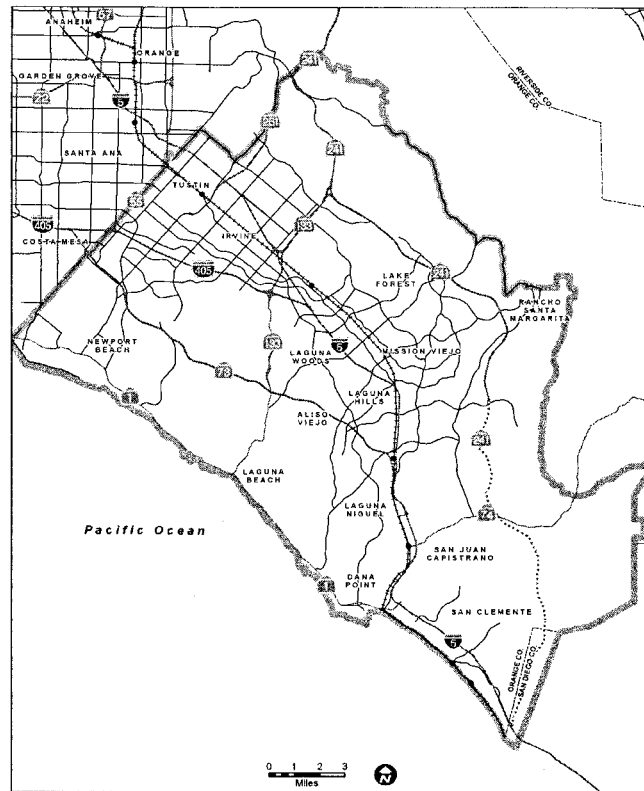 57
ANAHEIM
ORANGE
241
RIVERSIDE CO.
ORANGE CO.
GARDEN GROVE
22
5
261
241
SANTA ANA
TUSTIN
55
405
133
IRVINE
COSTA MESA
405
LAKE
FOREST
241
RANCHO
SANTA
MARGARITA
NEWPORT
BEACH
133
LAGUNA
WOODS
5
MISSION VIEJO
73
1
LAGUNA
HILLS
ALISO
VIEJO
241
LAGUNA
BEACH
LAGUNA
NIGUEL
74
Pacific Ocean
SAN JUAN
CAPISTRANO
DANA
POINT
1
SAN CLEMENTE
5
ORANGE CO.
SAN DIEGO CO.
0 1 2 3
Miles
N